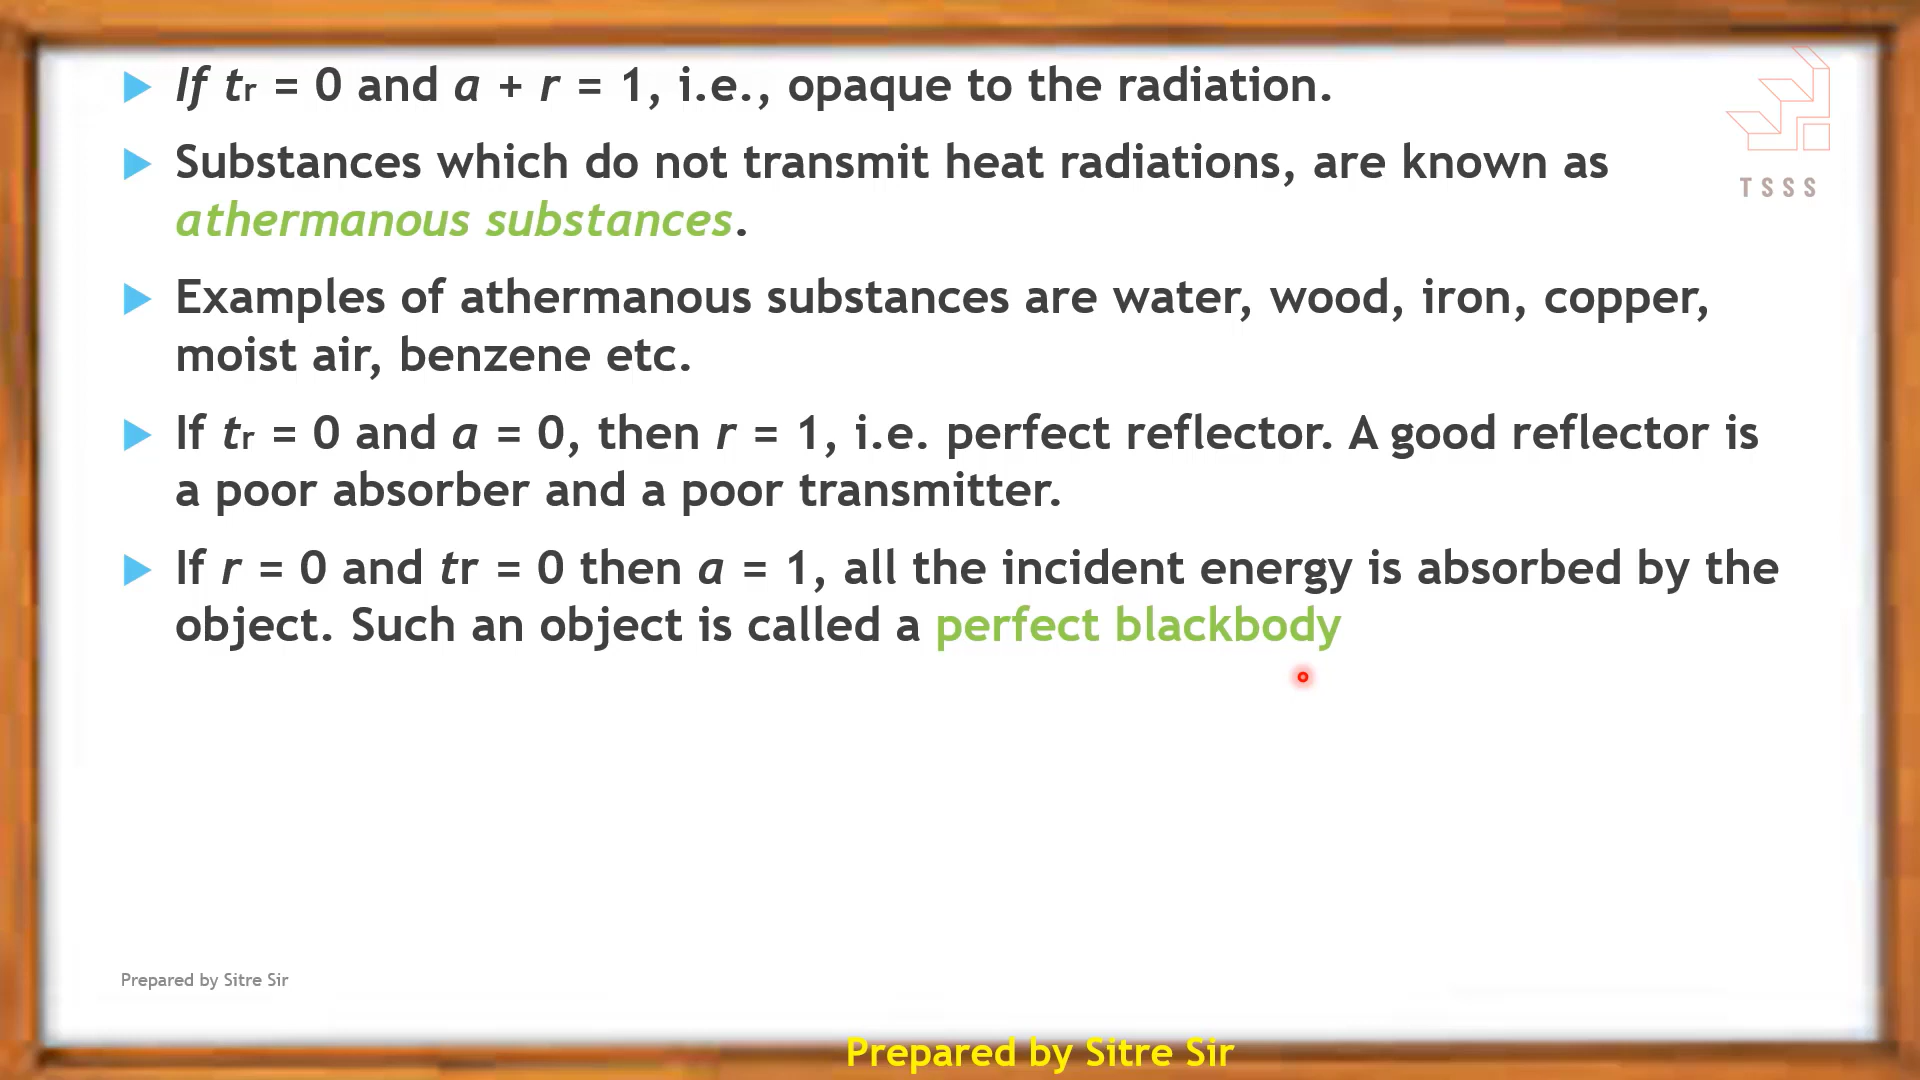 If tr = 0 and a + r = 1, i.e., opaque to the radiation.
TSSS
Substances which do not transmit heat radiations, are known as
athermanous substances.
Examples of athermanous substances are water, wood, iron, copper,
moist air, benzene etc.
If tr = 0 and a = 0, then r = 1, i.e. perfect reflector. A good reflector is
a poor absorber and a poor transmitter.
If r = 0 and tr = 0 then a = 1, all the incident energy is absorbed by the
object. Such an object is called a perfect blackbody
Prepared by Sitre Sir
Prepared by Sitre Sir